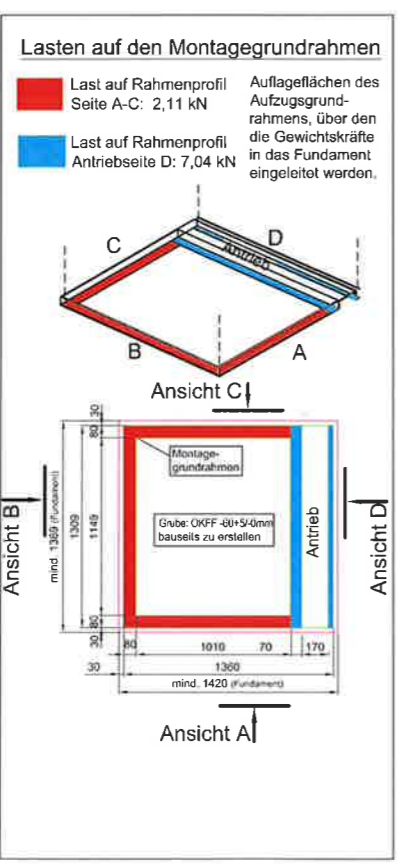 Lasten auf den Montagegrundrahmen
Last auf Rahmenprofil
Seite A-C: 2,11 kN
Last auf Rahmenprofil
Antriebseite D: 7,04 kN
Auflageflächen des
Aufzugsgrund-
rahmens, über den
die Gewichtskräfte
in das Fundament
eingeleitet werden.
C
D
Antrieb
B
A
Ansicht C
30
80
Montage-
grundrahmen
Ansicht B
mind. 1369 (Fundament)
1309
1149
Grube: OKFF -60+5/-0mm
bauseits zu erstellen
Antrieb
Ansicht D
80
30
80
1010
70
170
30
1360
mind. 1420 (Fundament)
Ansicht A